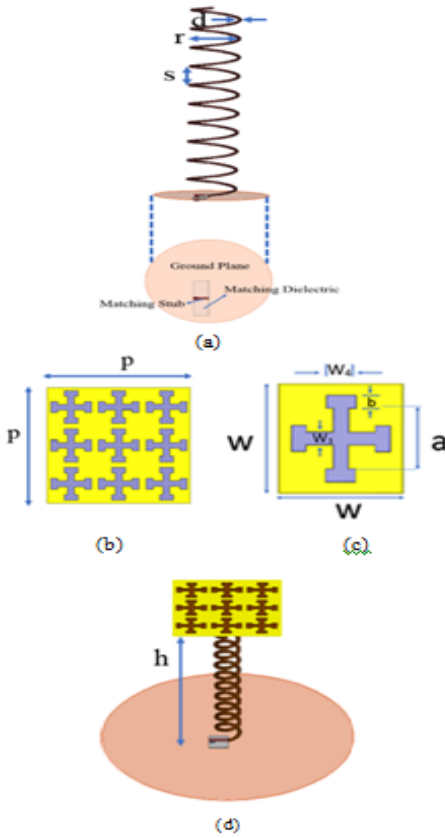 d
r
s
Ground Plane
Matching Dielectric
Matching Stub
(a)
p
p
(b)
W₄
b
W
W₃
a
W
(c)
h
(d)